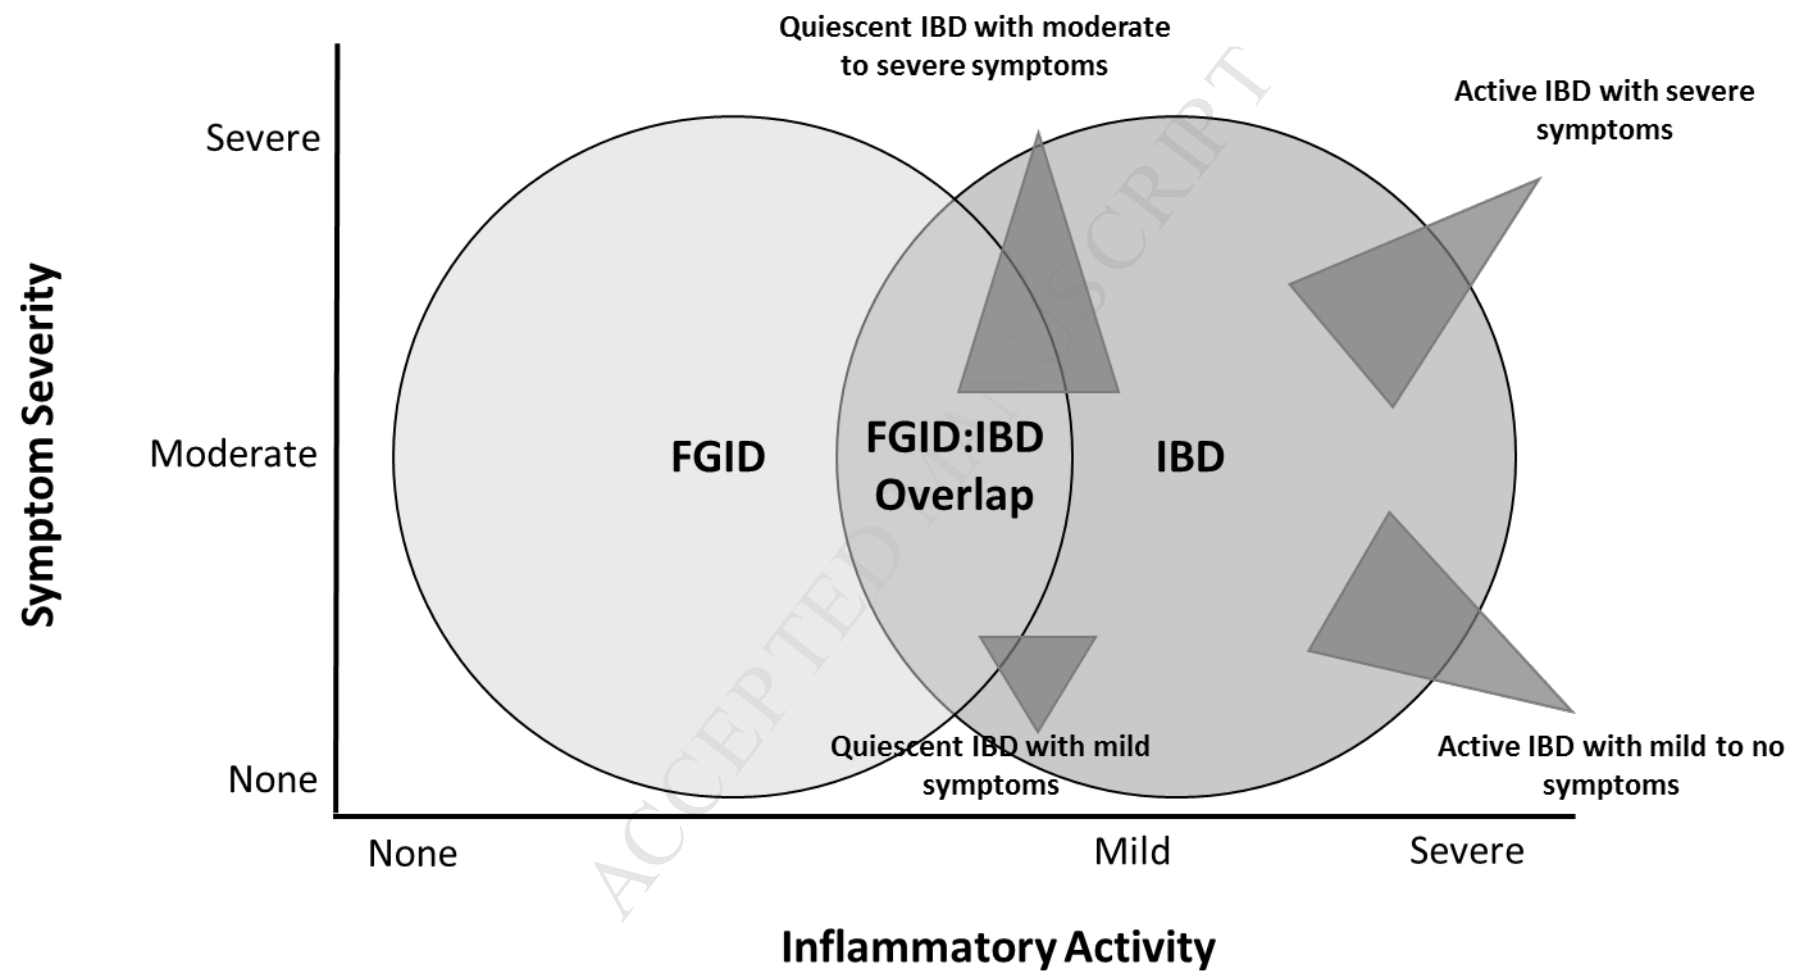 Quiescent IBD with moderate
to severe symptoms
Active IBD with severe
symptoms
Severe
Symptom Severity
Moderate
FGID
FGID:IBD
Overlap
IBD
None
Quiescent IBD with mild
symptoms
Active IBD with mild to no
symptoms
None
Mild
Severe
Inflammatory Activity
ACCEPTED MANUSCRIPT